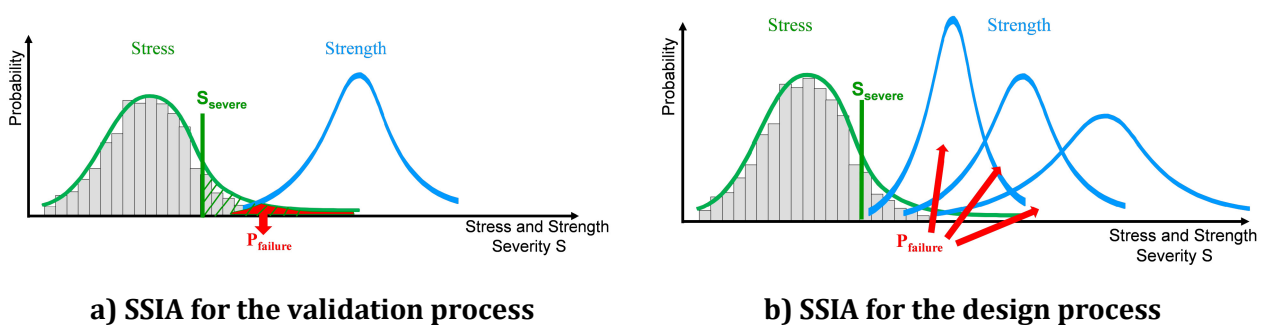 Stress
Strength
Probability
S severe
P failure
Stress and Strength
Severity S
a) SSIA for the validation process
Stress
Strength
Probability
S severe
P failure
Stress and Strength
Severity S
b) SSIA for the design process